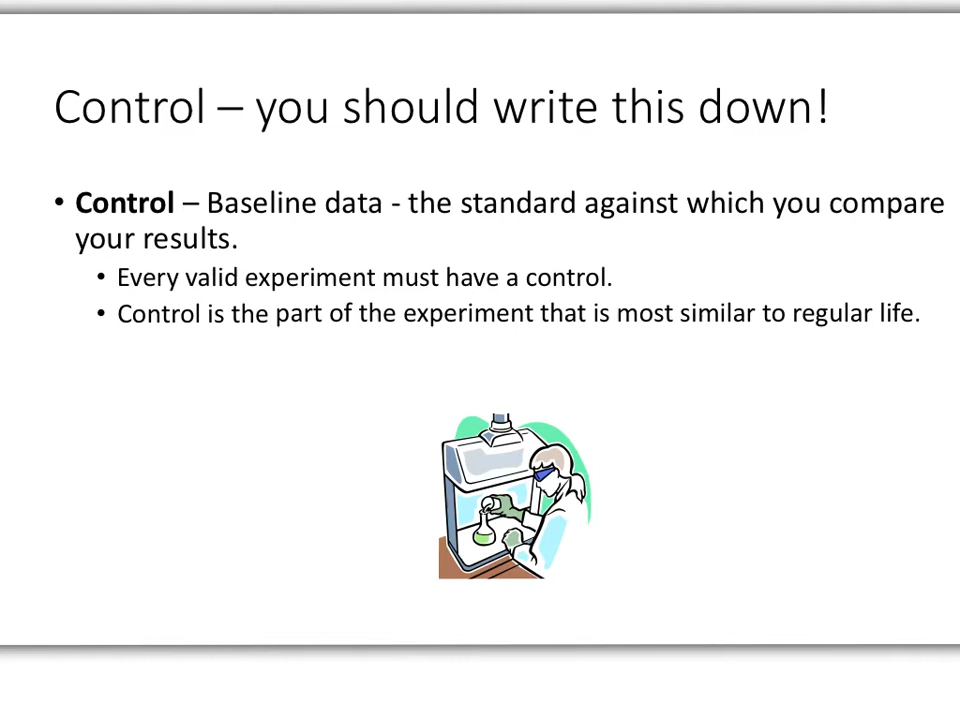 Control – you should write this down!
• Control – Baseline data - the standard against which you compare
your results.
• Every valid experiment must have a control.
• Control is the part of the experiment that is most similar to regular life.